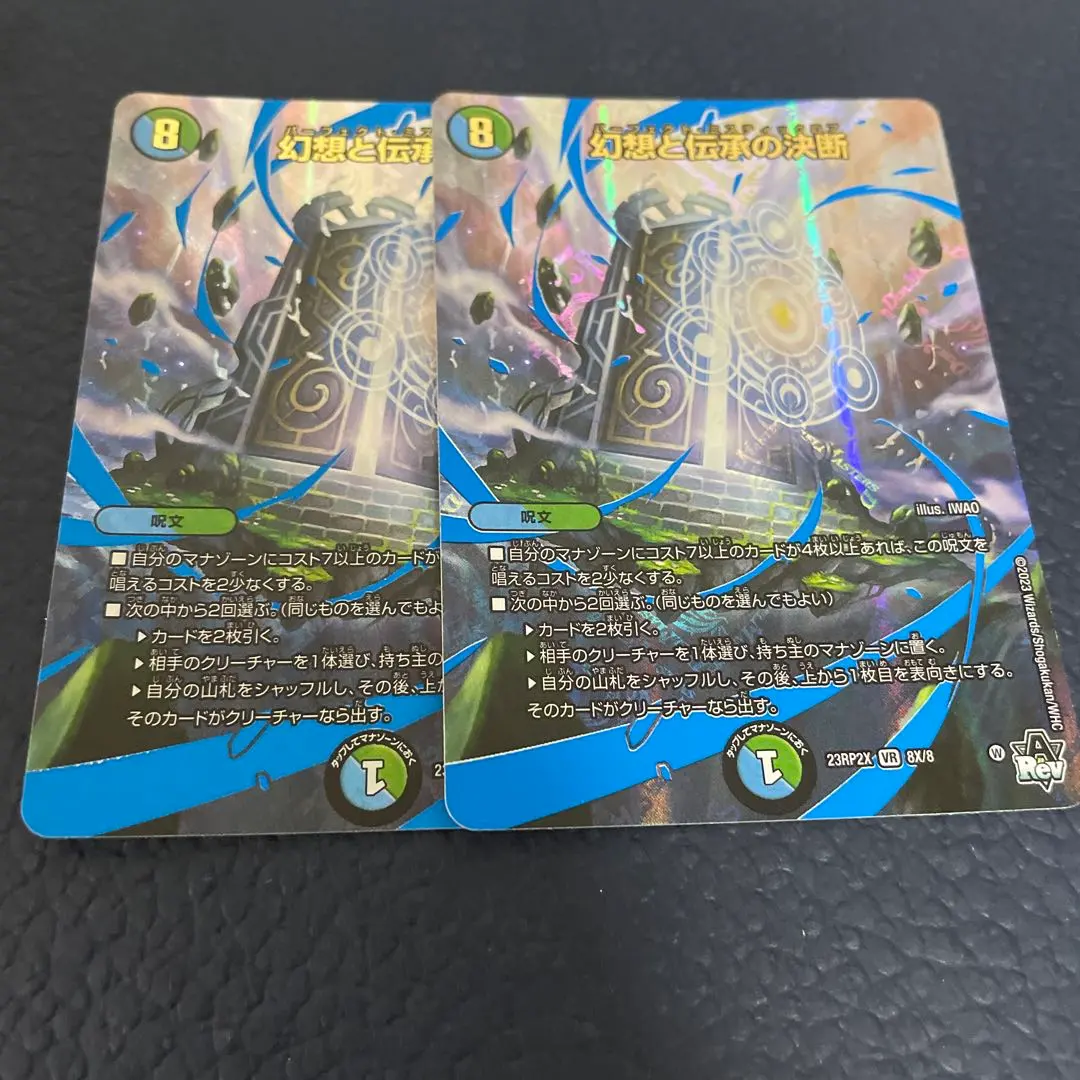 8
幻想と伝承
呪文
■自分のマナゾーンにコスト7以上のカードが
唱えるコストを2少なくする。
■次の中から2回選ぶ。(同じものを選んでもよ
▶カードを2枚引く。
▶相手のクリーチャーを1体選び、持ち主の
▶自分の山札をシャッフルし、その後、上か
そのカードがクリーチャーなら出す。
タップしてマナゾーンにおく
1
8
幻想と伝承の決断
illus. IWAO
呪文
■自分のマナゾーンにコスト7以上のカードが4枚以上あれば、この呪文を
唱えるコストを2少なくする。
■次の中から2回選ぶ。(同じものを選んでもよい)
▶カードを2枚引く。
▶相手のクリーチャーを1体選び、持ち主のマナゾーンに置く。
▶自分の山札をシャッフルし、その後、上から1枚目を表向きにする。
そのカードがクリーチャーなら出す。
タップしてマナゾーンにおく
1
23RP2X VR 8X/8
W
A Rev
©2023 Wizards/Shogakukan/WHC